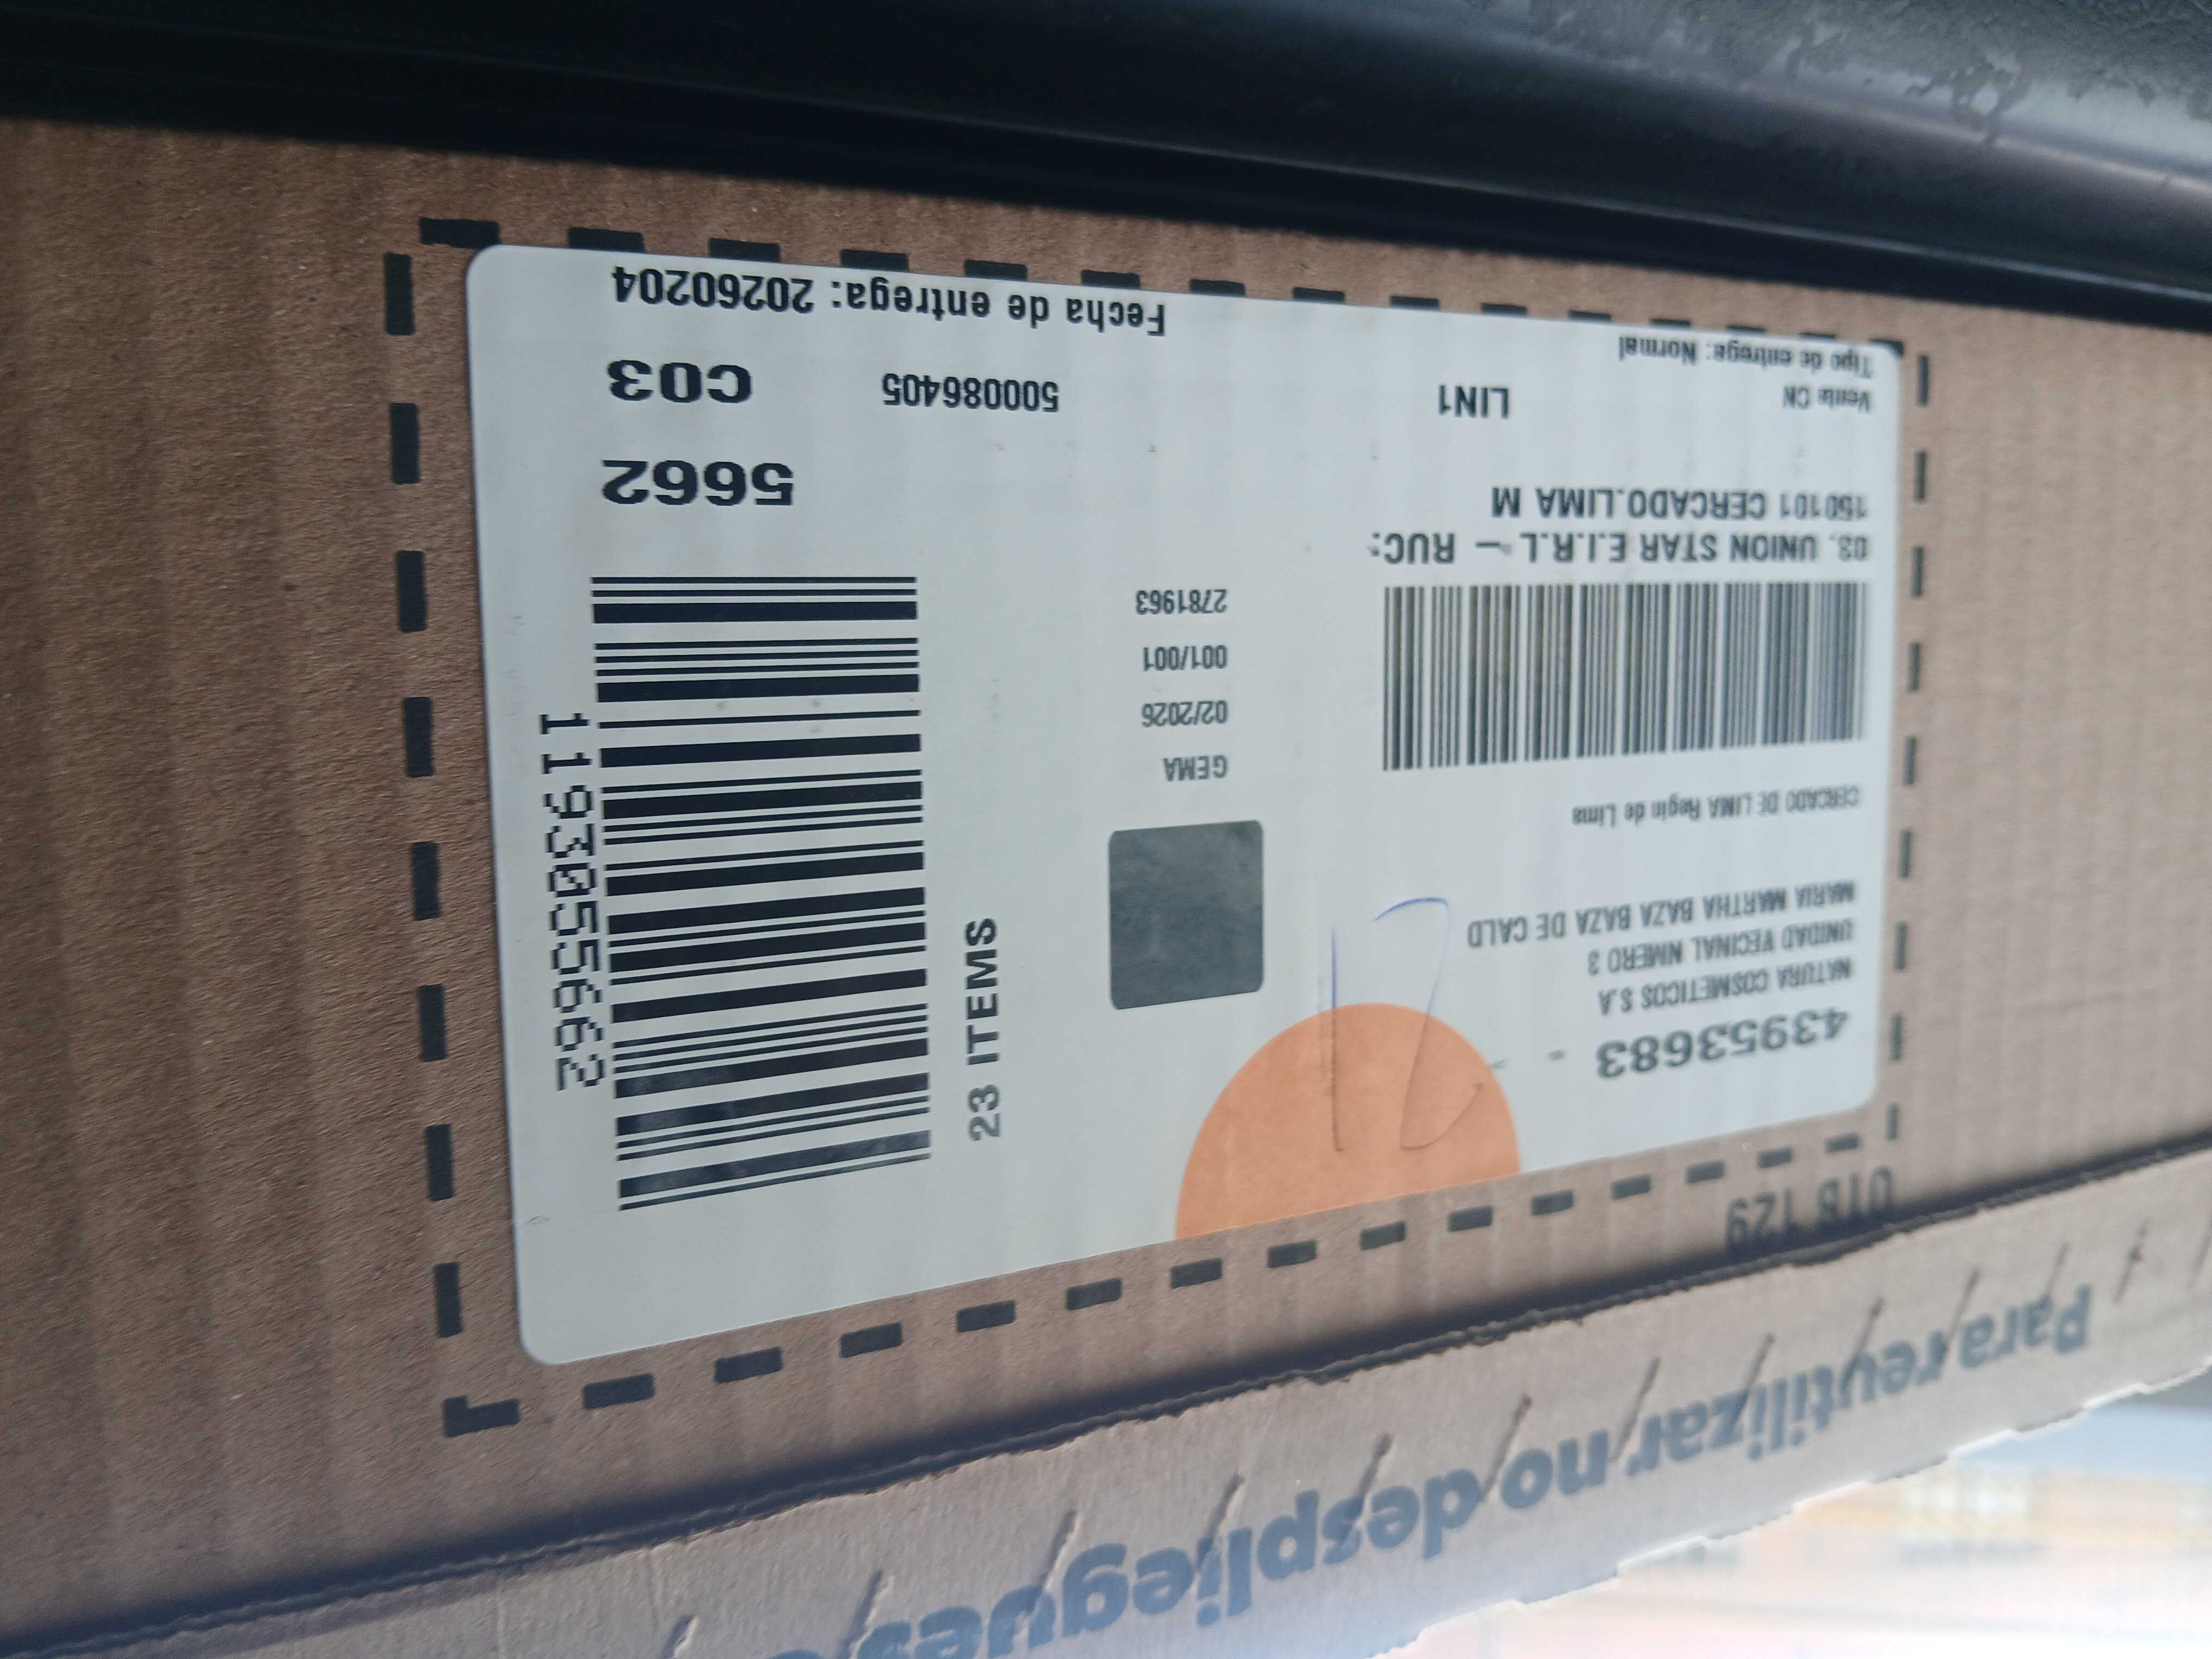 43953683 -
NATURA COSMETICOS S.A
UNIDAD VECINAL NMERO 3
MARIA MARTHA BAZA BAZA DE CALD
CERCADO DE LIMA Regin de Lima
03. UNION STAR E.I.R.L - RUC:
150101 CERCADO.LIMA M
Venta CN
LIN1
Tipo de entrega: Normal
12
GEMA
02/2026
001/001
2781963
23 ITEMS
1193055662
5662
500086405
C03
Fecha de entrega: 20260204
129
Para reutilizar no despliegues